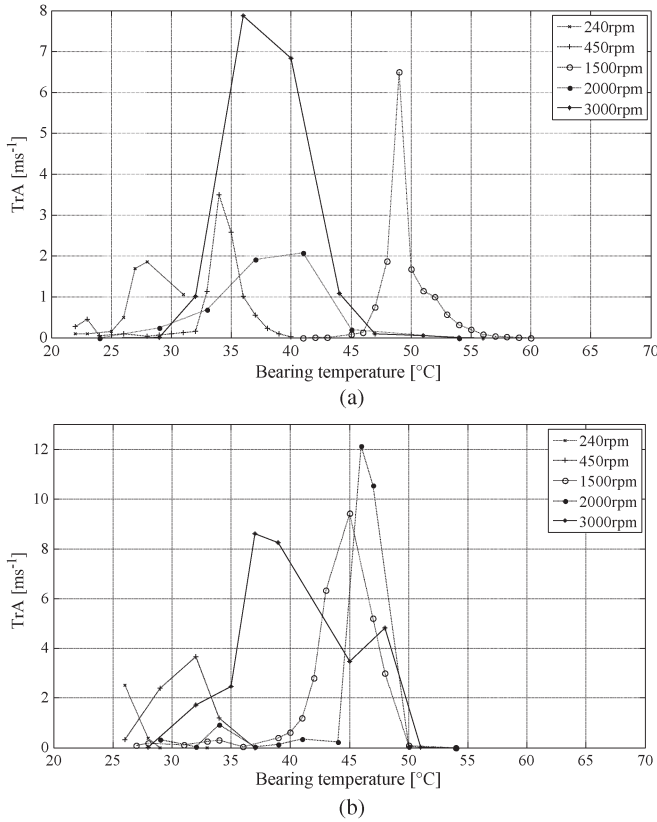 8
7
6
5
4
3
2
1
0
TrA [ms-1]
240rpm
450rpm
1500rpm
2000rpm
3000rpm
20 25 30 35 40 45 50 55 60 65 70
Bearing temperature [°C]
(a)
12
10
8
6
4
2
0
TrA [ms-1]
240rpm
450rpm
1500rpm
2000rpm
3000rpm
20 25 30 35 40 45 50 55 60 65 70
Bearing temperature [°C]
(b)